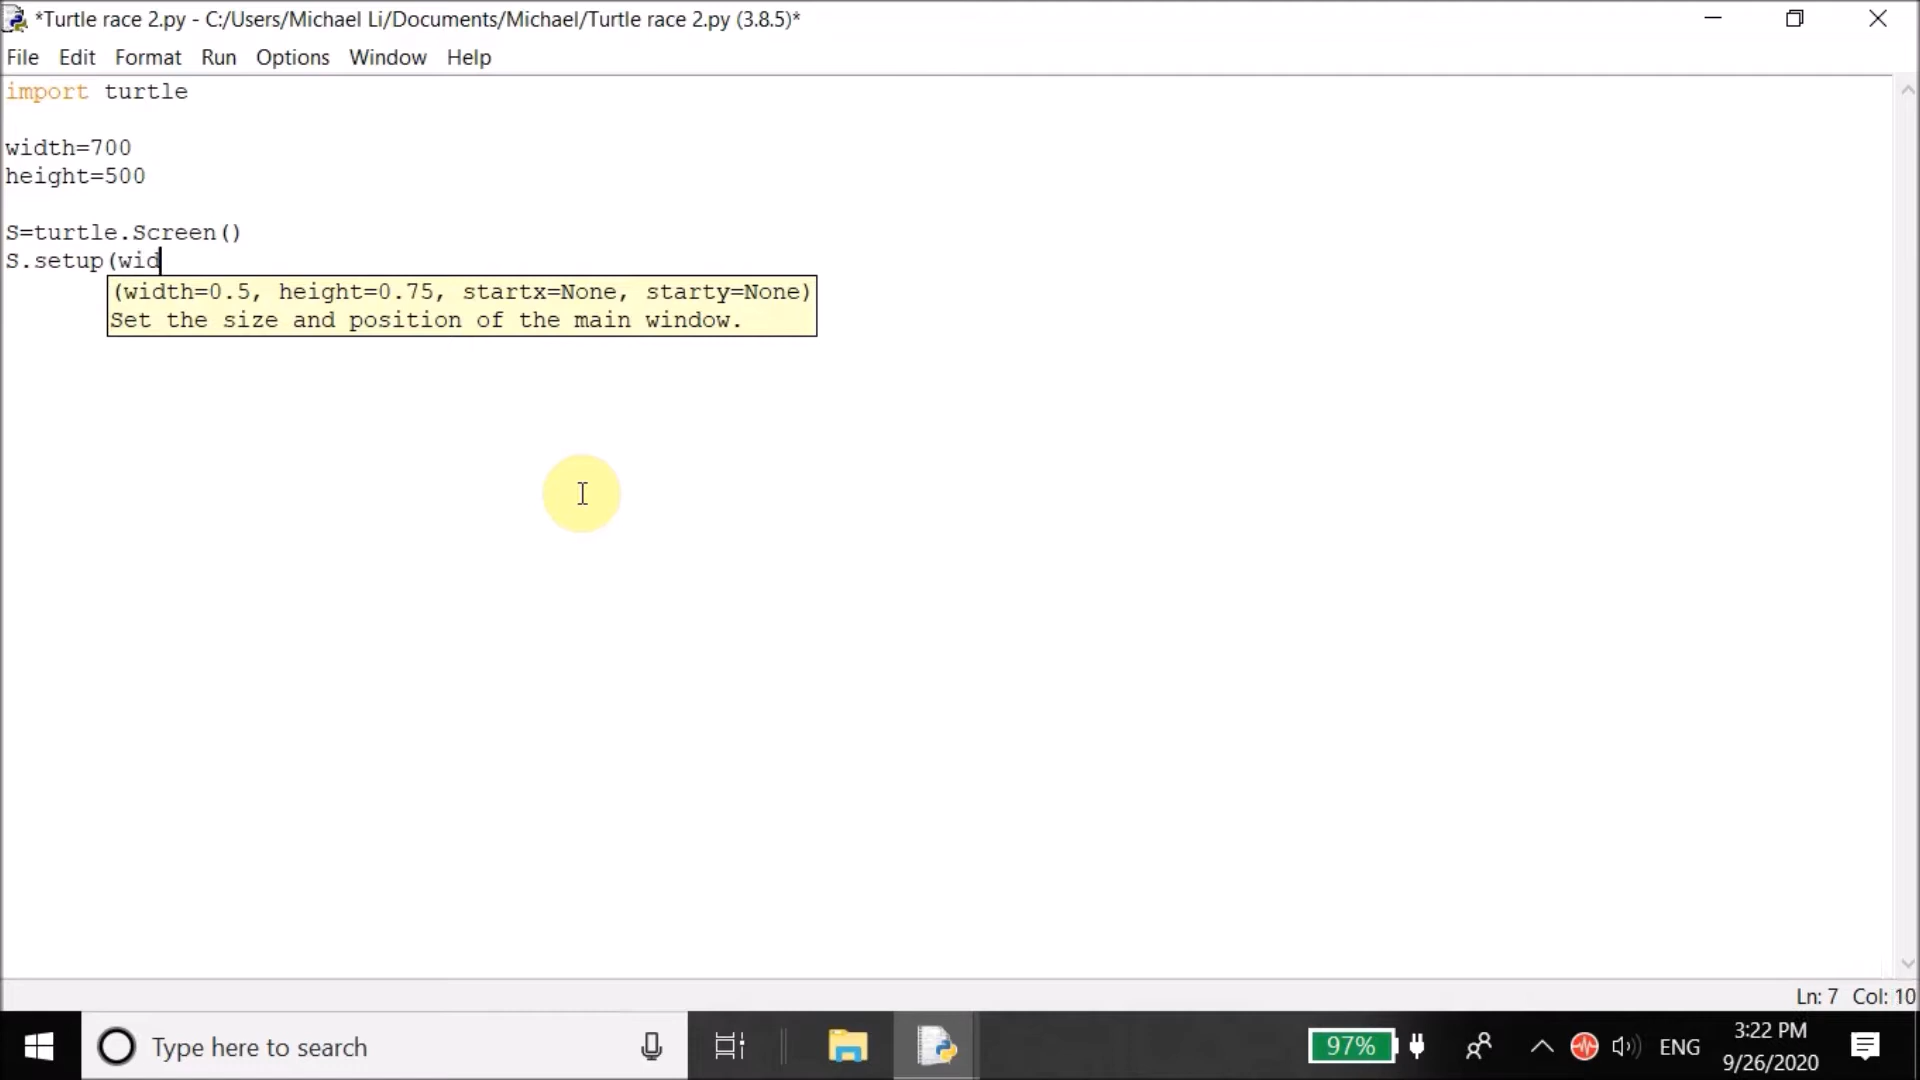 *Turtle race 2.py - C:/Users/Michael Li/Documents/Michael/Turtle race 2.py (3.8.5)*
File Edit Format Run Options Window Help
import turtle
width=700
height=500
S=turtle.Screen()
S.setup(wid
(width=0.5, height=0.75, startx=None, starty=None)
Set the size and position of the main window.
Ln: 7 Col: 10
Type here to search
97%
ENG
3:22 PM
9/26/2020